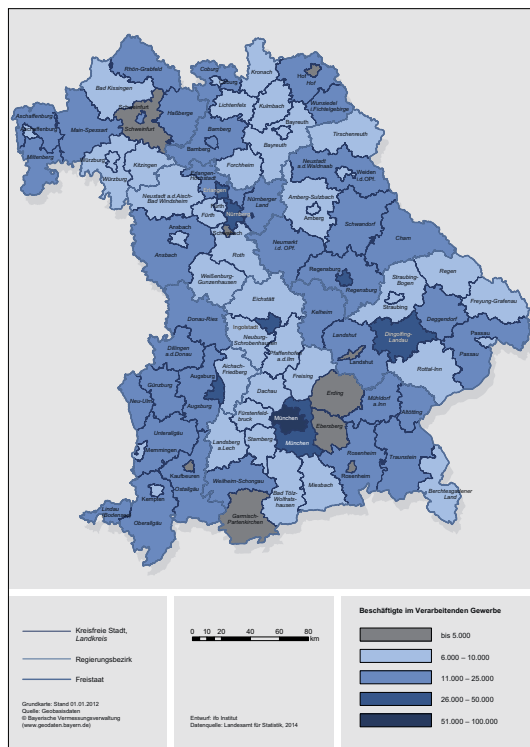 Rhön-Grabfeld
Coburg
Kronach
Hof
Hof
Bad Kissingen
Lichtenfels
Kulmbach
Wunsiedel
i.Fichtelgebirge
Aschaffenburg
Schweinfurt
Haßberge
Aschaffenburg
Main-Spessart
Schweinfurt
Bamberg
Bayreuth
Tirschenreuth
Miltenberg
Würzburg
Kitzingen
Bamberg
Bayreuth
Forchheim
Neustadt
a.d.Waldnaab
Würzburg
Erlangen-
Höchstadt
Erlangen
Weiden
i.d.OPf.
Neustadt a.d.Aisch-
Bad Windsheim
Fürth
Fürth
Nürnberg
Nürnberger
Land
Amberg-Sulzbach
Amberg
Ansbach
Schwabach
Schwandorf
Cham
Ansbach
Roth
Neumarkt
i.d. OPf.
Weißenburg-
Gunzenhausen
Regensburg
Regensburg
Regen
Straubing-
Bogen
Eichstätt
Kelheim
Straubing
Freyung-Grafenau
Donau-Ries
Ingolstadt
Deggendorf
Neuburg-
Schrobenhausen
Landshut
Dingolfing-
Landau
Passau
Dillingen
a.d.Donau
Pfaffenhofen
a.d.Ilm
Landshut
Passau
Aichach-
Friedberg
Freising
Rottal-Inn
Günzburg
Augsburg
Neu-Ulm
Dachau
Erding
Mühldorf
a.Inn
Augsburg
Fürstenfeld-
bruck
München
Altötting
Ebersberg
Unterallgäu
München
Landsberg
a.Lech
Starnberg
Memmingen
Rosenheim
Traunstein
Kaufbeuren
Rosenheim
Ostallgäu
Weilheim-Schongau
Miesbach
Kempten
Bad Tölz-
Wolfrats-
hausen
Berchtesgadener
Land
Lindau
(Bodensee)
Oberallgäu
Garmisch-
Partenkirchen
Kreisfreie Stadt,
Landkreis
Regierungsbezirk
Freistaat
Grundkarte: Stand 01.01.2012
Quelle: Geobasisdaten
© Bayerische Vermessungsverwaltung
(www.geodaten.bayern.de)
0 10 20 40 60 80
km
Entwurf: ifo Institut
Datenquelle: Landesamt für Statistik, 2014
Beschäftigte im Verarbeitenden Gewerbe
bis 5.000
6.000 – 10.000
11.000 – 25.000
26.000 – 50.000
51.000 – 100.000